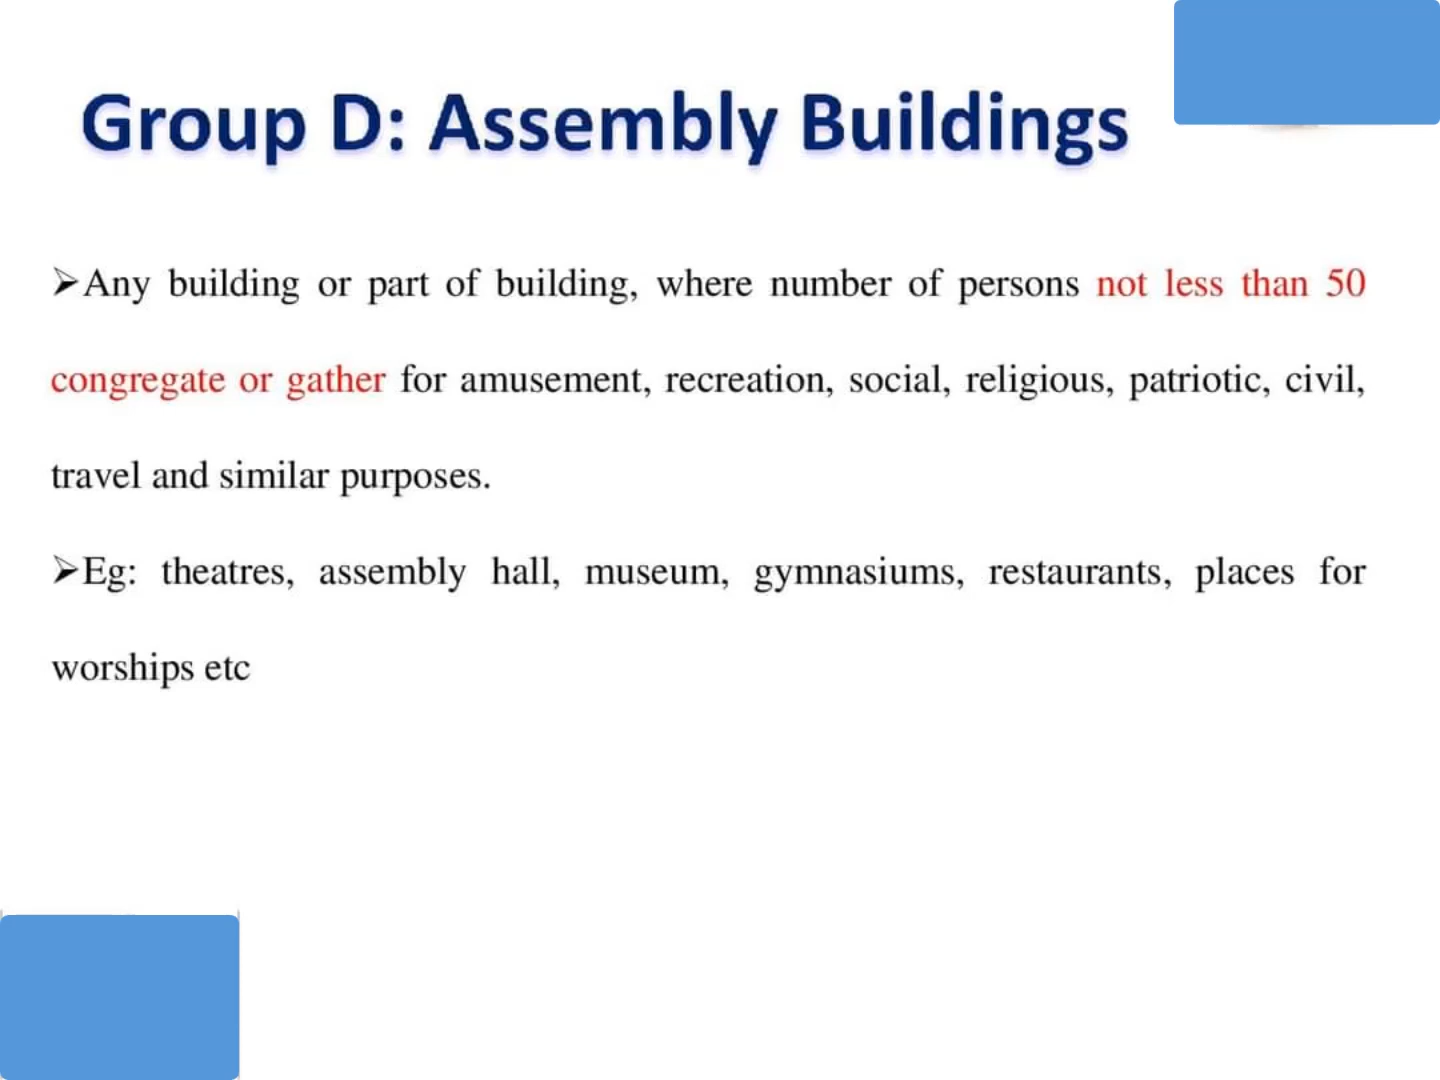 Group D: Assembly Buildings
➢Any building or part of building, where number of persons not less than 50
congregate or gather for amusement, recreation, social, religious, patriotic, civil,
travel and similar purposes.
➢Eg: theatres, assembly hall, museum, gymnasiums, restaurants, places for
worships etc